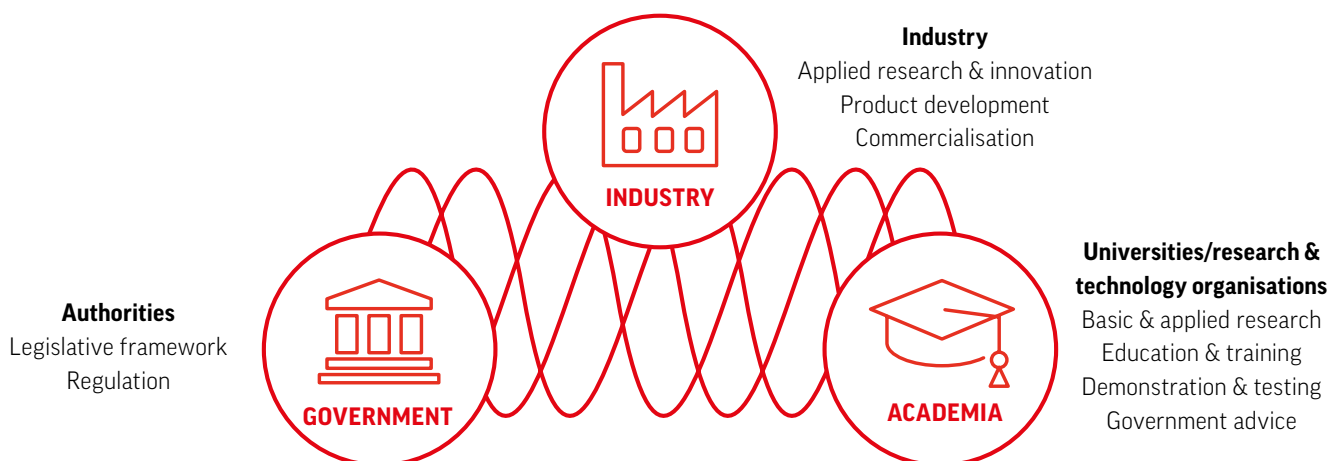 Industry
Applied research & innovation
Product development
Commercialisation
INDUSTRY
Authorities
Legislative framework
Regulation
GOVERNMENT
ACADEMIA
Universities/research &
technology organisations
Basic & applied research
Education & training
Demonstration & testing
Government advice